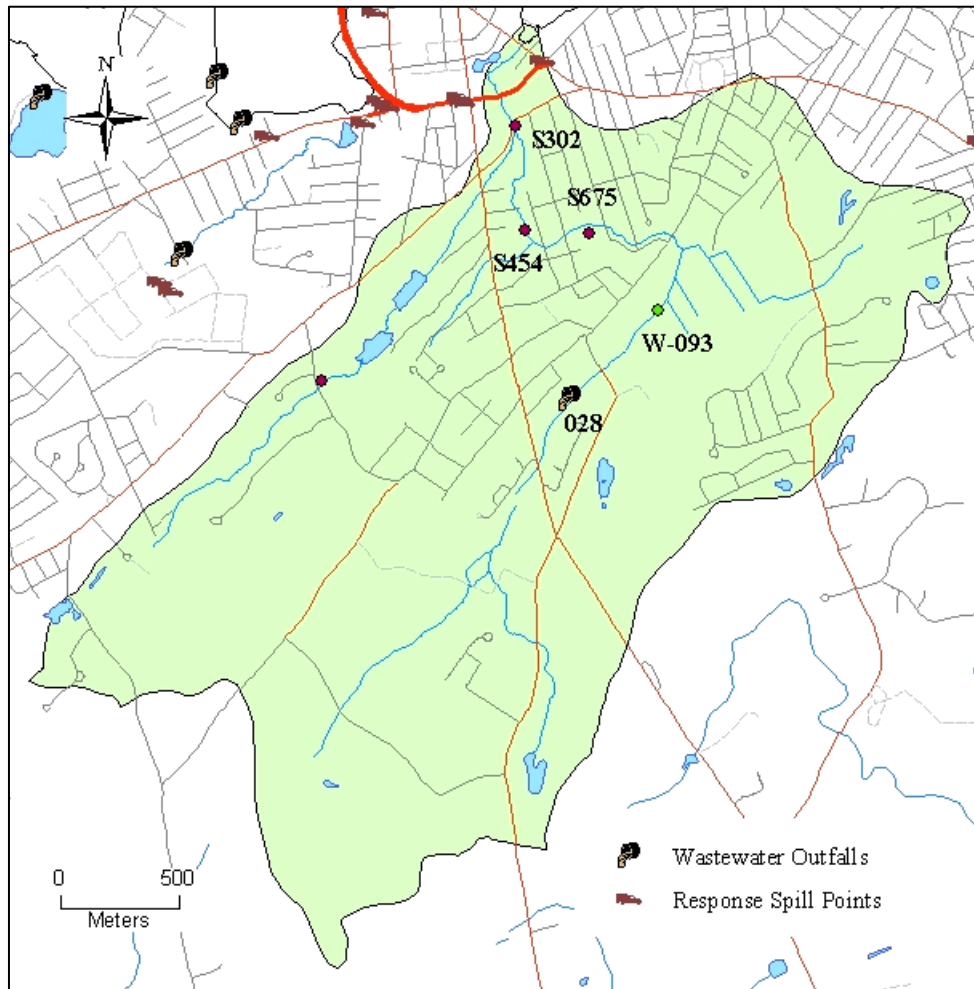 N
S302
S675
S454
W-093
028
Wastewater Outfalls
0 500
Response Spill Points
Meters